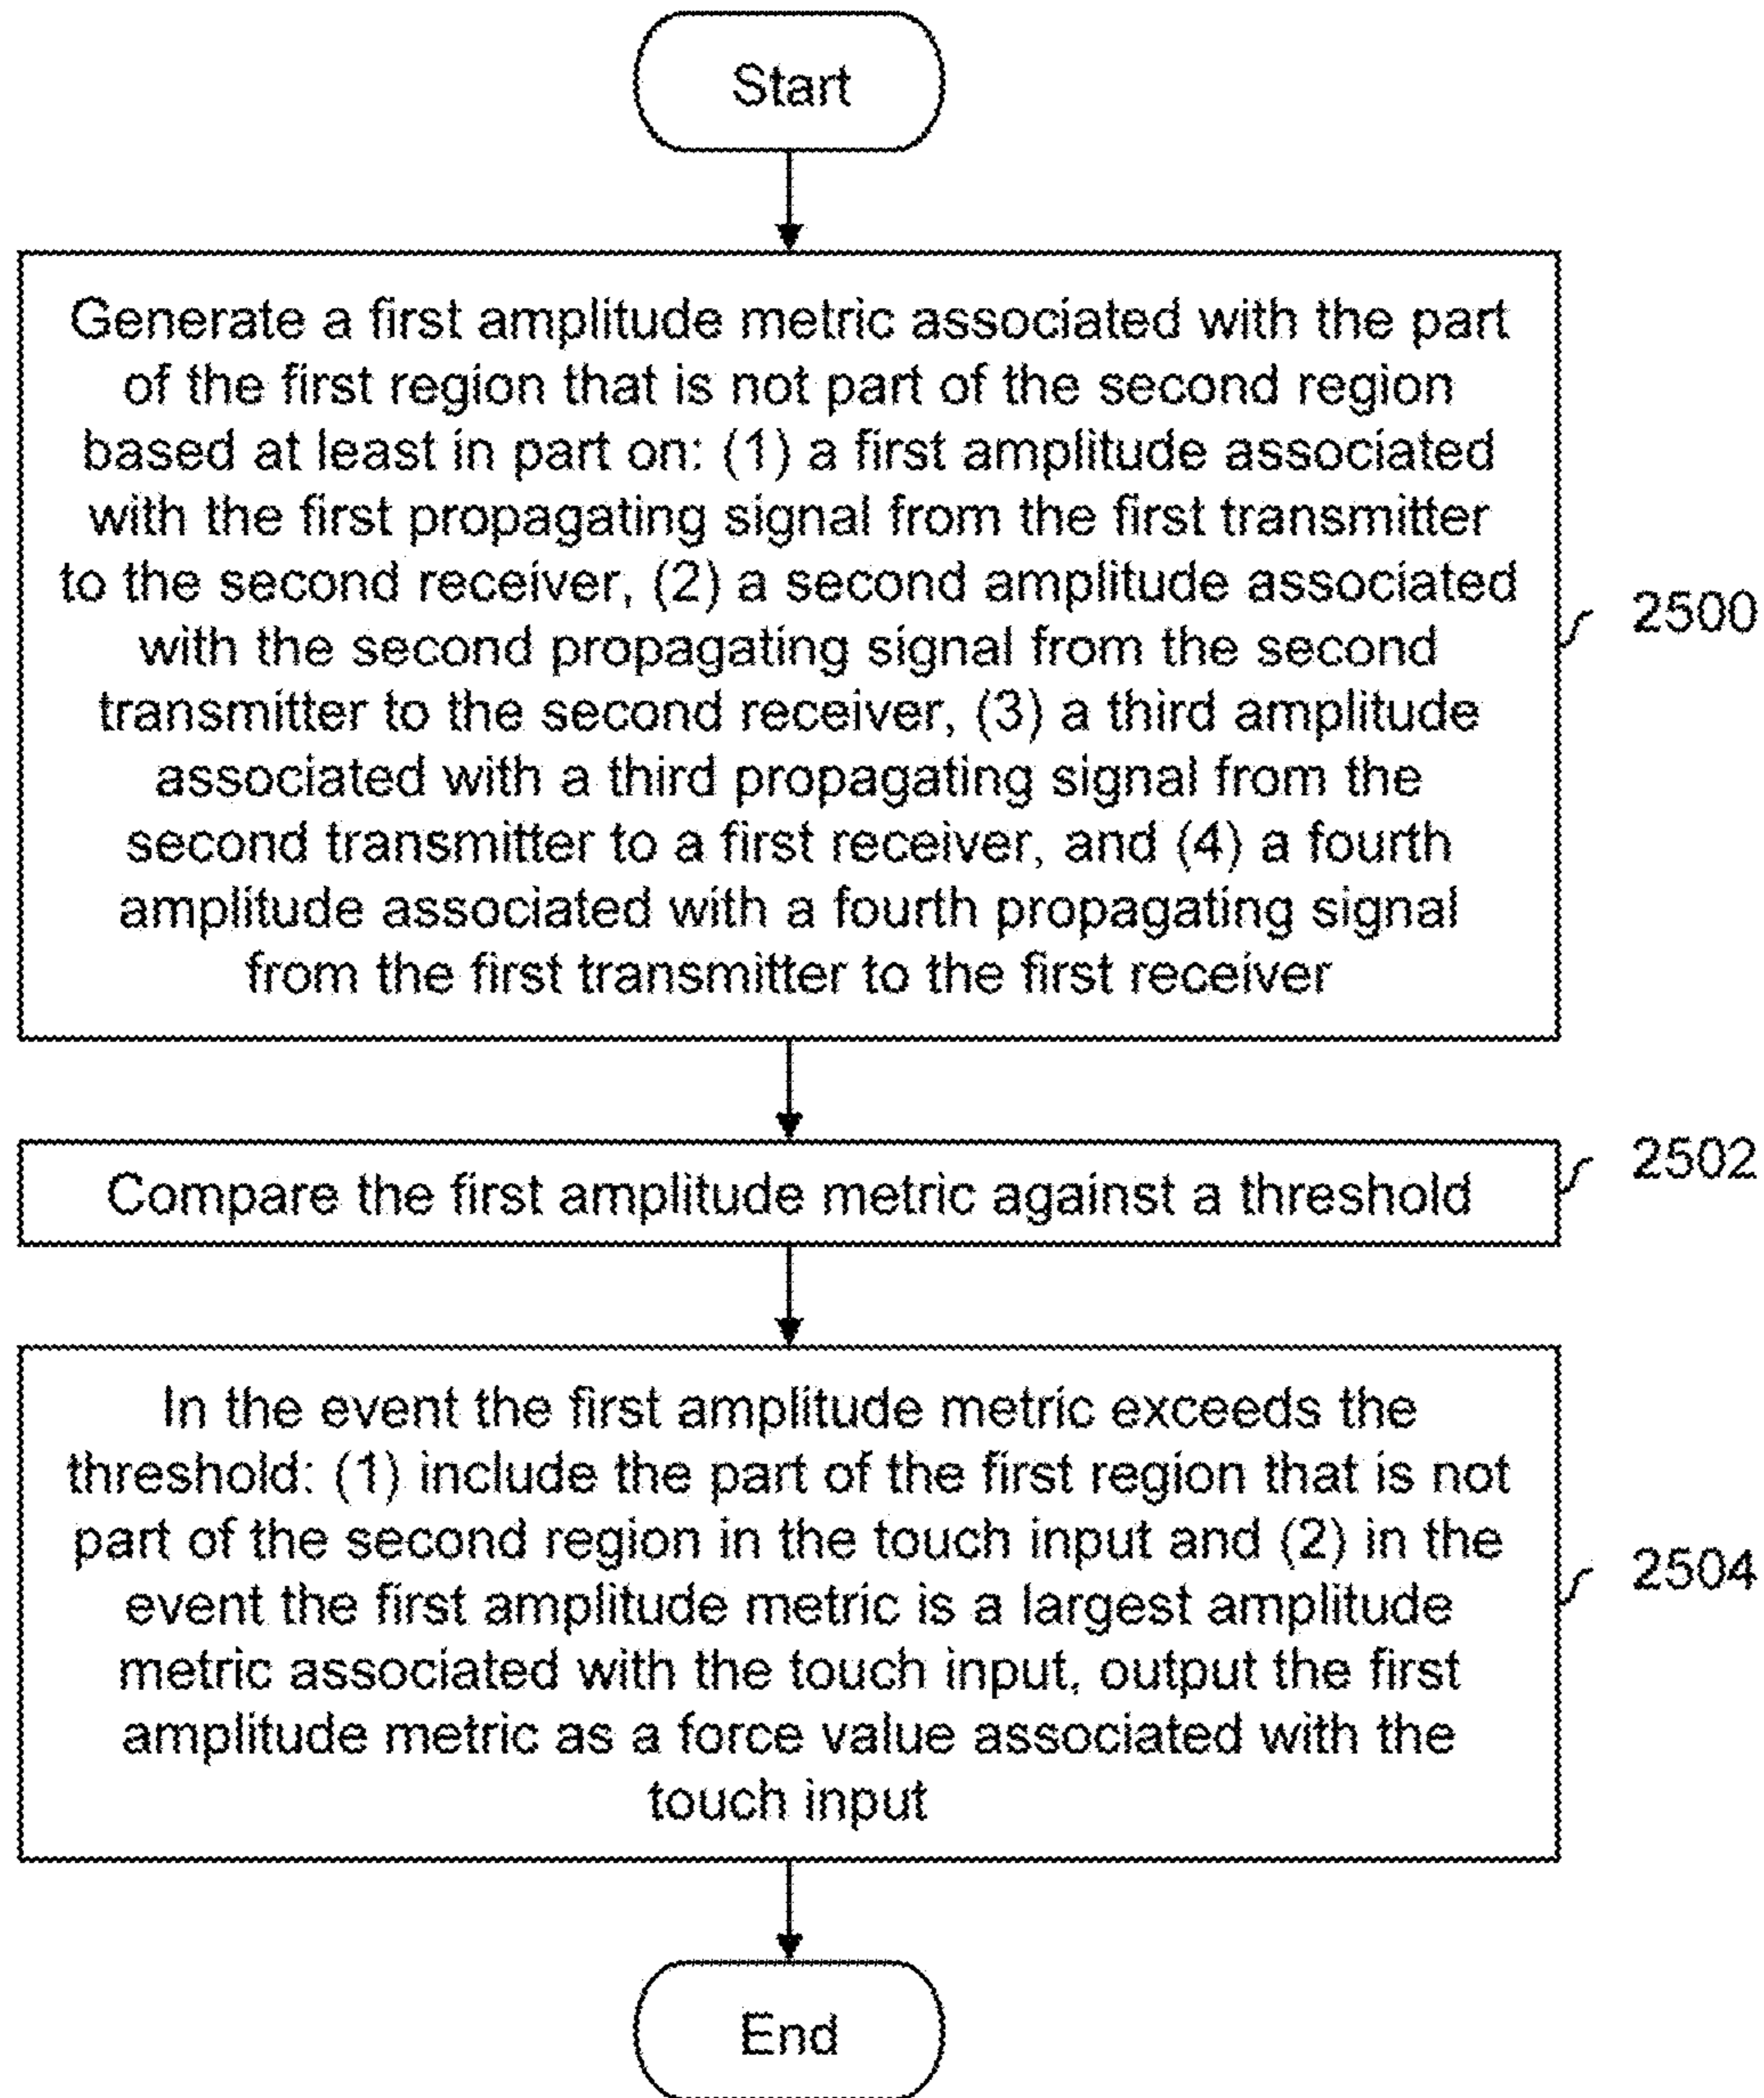 Start
Generate a first amplitude metric associated with the part
of the first region that is not part of the second region
based at least in part on: (1) a first amplitude associated
with the first propagating signal from the first transmitter
to the second receiver, (2) a second amplitude associated
with the second propagating signal from the second
transmitter to the second receiver, (3) a third amplitude
associated with a third propagating signal from the
second transmitter to a first receiver, and (4) a fourth
amplitude associated with a fourth propagating signal
from the first transmitter to the first receiver
2500
Compare the first amplitude metric against a threshold
2502
In the event the first amplitude metric exceeds the
threshold: (1) include the part of the first region that is not
part of the second region in the touch input and (2) in the
event the first amplitude metric is a largest amplitude
metric associated with the touch input, output the first
amplitude metric as a force value associated with the
touch input
2504
End